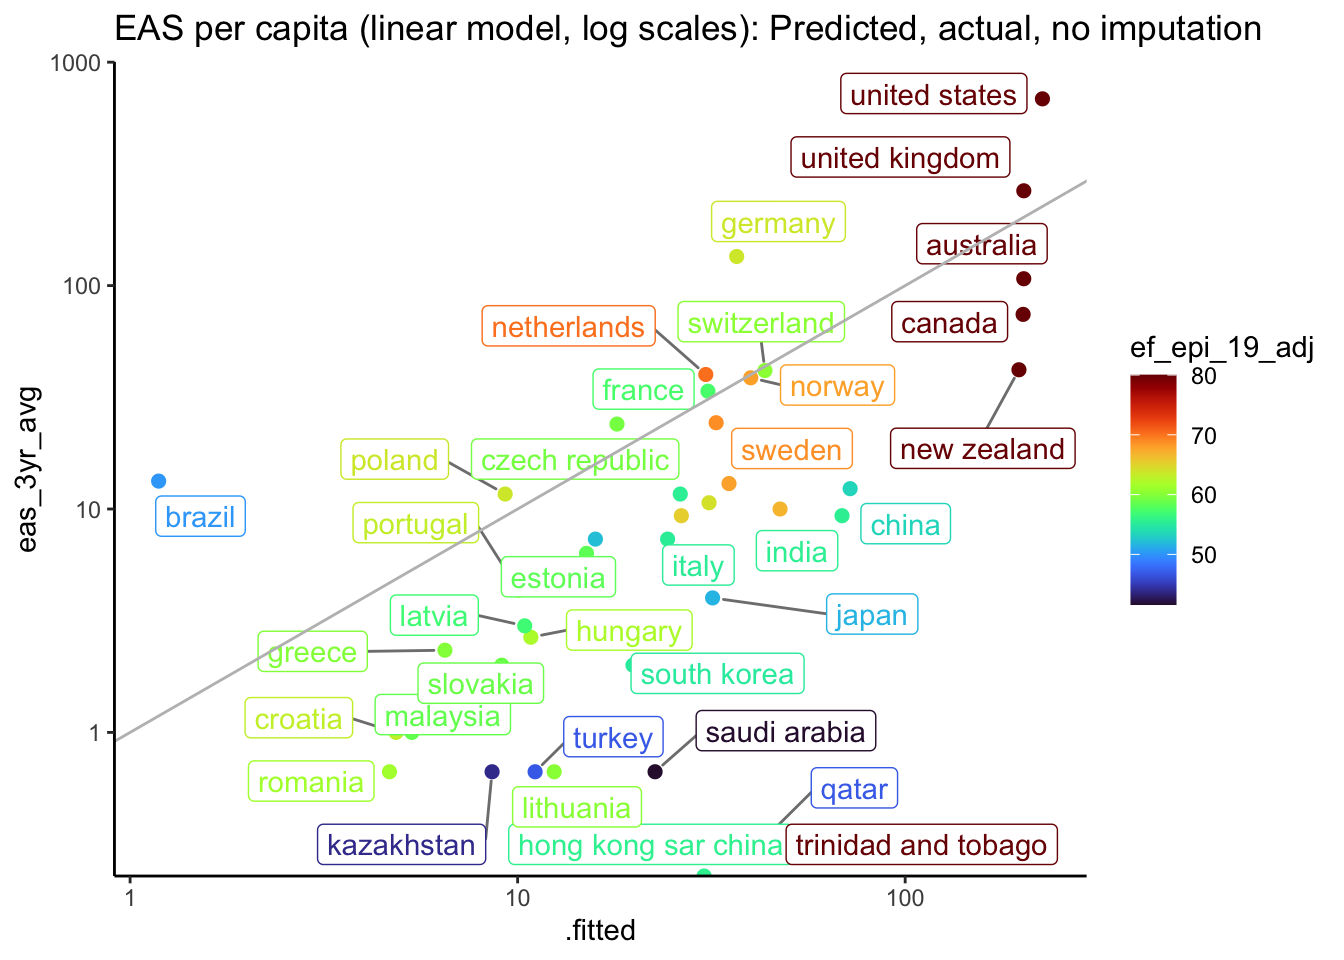 EAS per capita (linear model, log scales): Predicted, actual, no imputation
1000
united states
united kingdom
germany
australia
100
netherlands
switzerland
canada
ef_epi_19_adj
80
france
norway
70
poland
czech republic
sweden
new zealand
60
10
brazil
portugal
china
50
estonia
italy
india
eas_3yr_avg
latvia
hungary
japan
greece
slovakia
south korea
croatia
malaysia
1
turkey
saudi arabia
romania
lithuania
qatar
kazakhstan
hong kong sar china
trinidad and tobago
1
10
100
.fitted